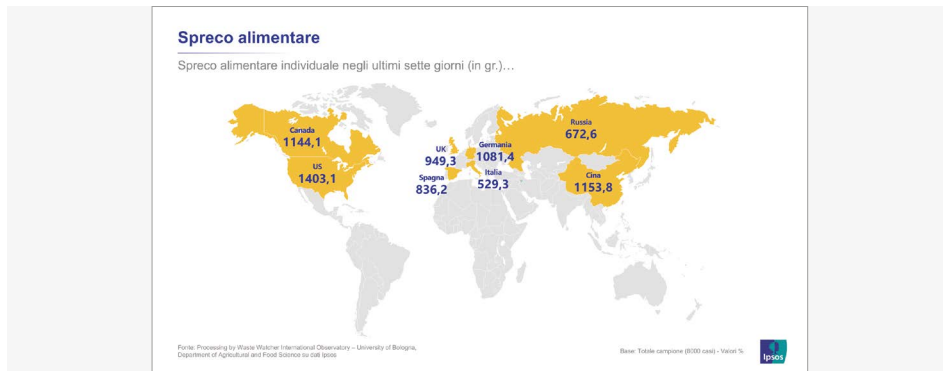 Spreco alimentare
Spreco alimentare individuale negli ultimi sette giorni (in gr.)…
Canada
1144,1
US
1403,1
UK
949,3
Spagna
836,2
Germania
1081,4
Italia
529,3
Russia
672,6
Cina
1153,8
Fonte: Processing by Waste Watcher International Observatory – University of Bologna,
Department of Agricultural and Food Science su dati Ipsos
Base: Totale campione (8000 casi) - Valori %
Ipsos